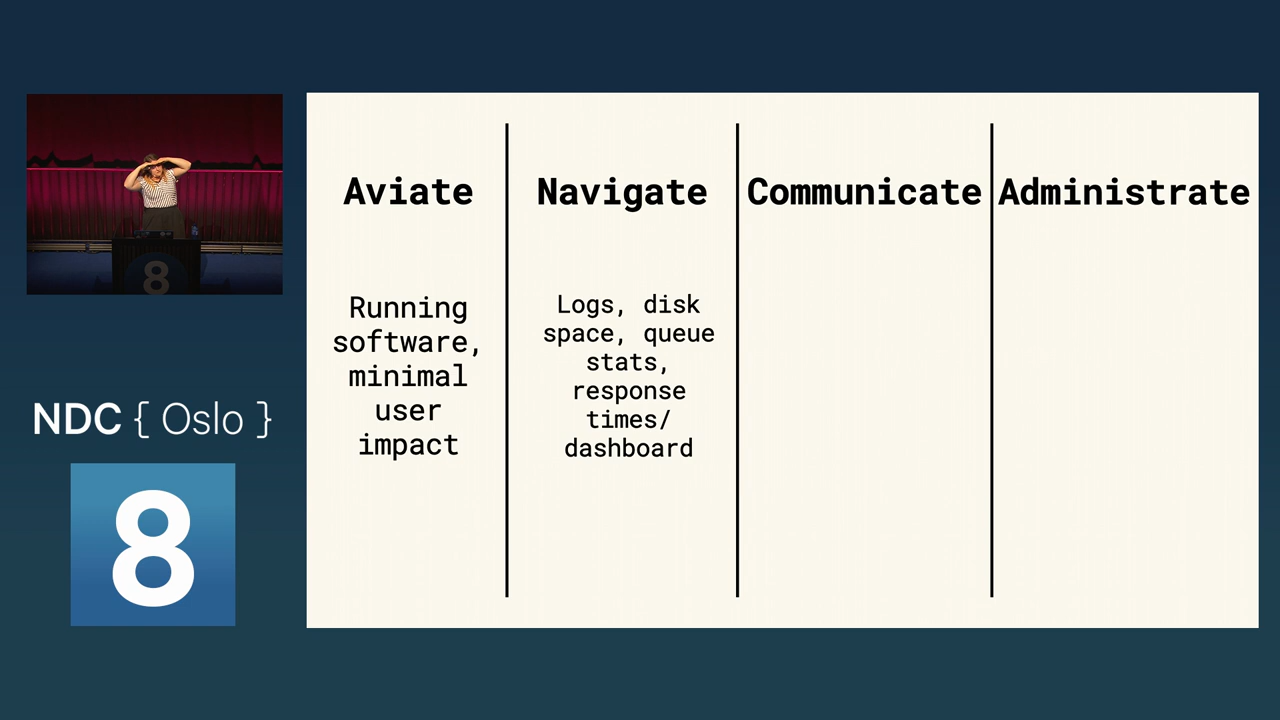 Aviate
Navigate
Communicate
Administrate
Running
software,
minimal
user
impact
Logs, disk
space, queue
stats,
response
times/
dashboard
8
NDC { Oslo }
8